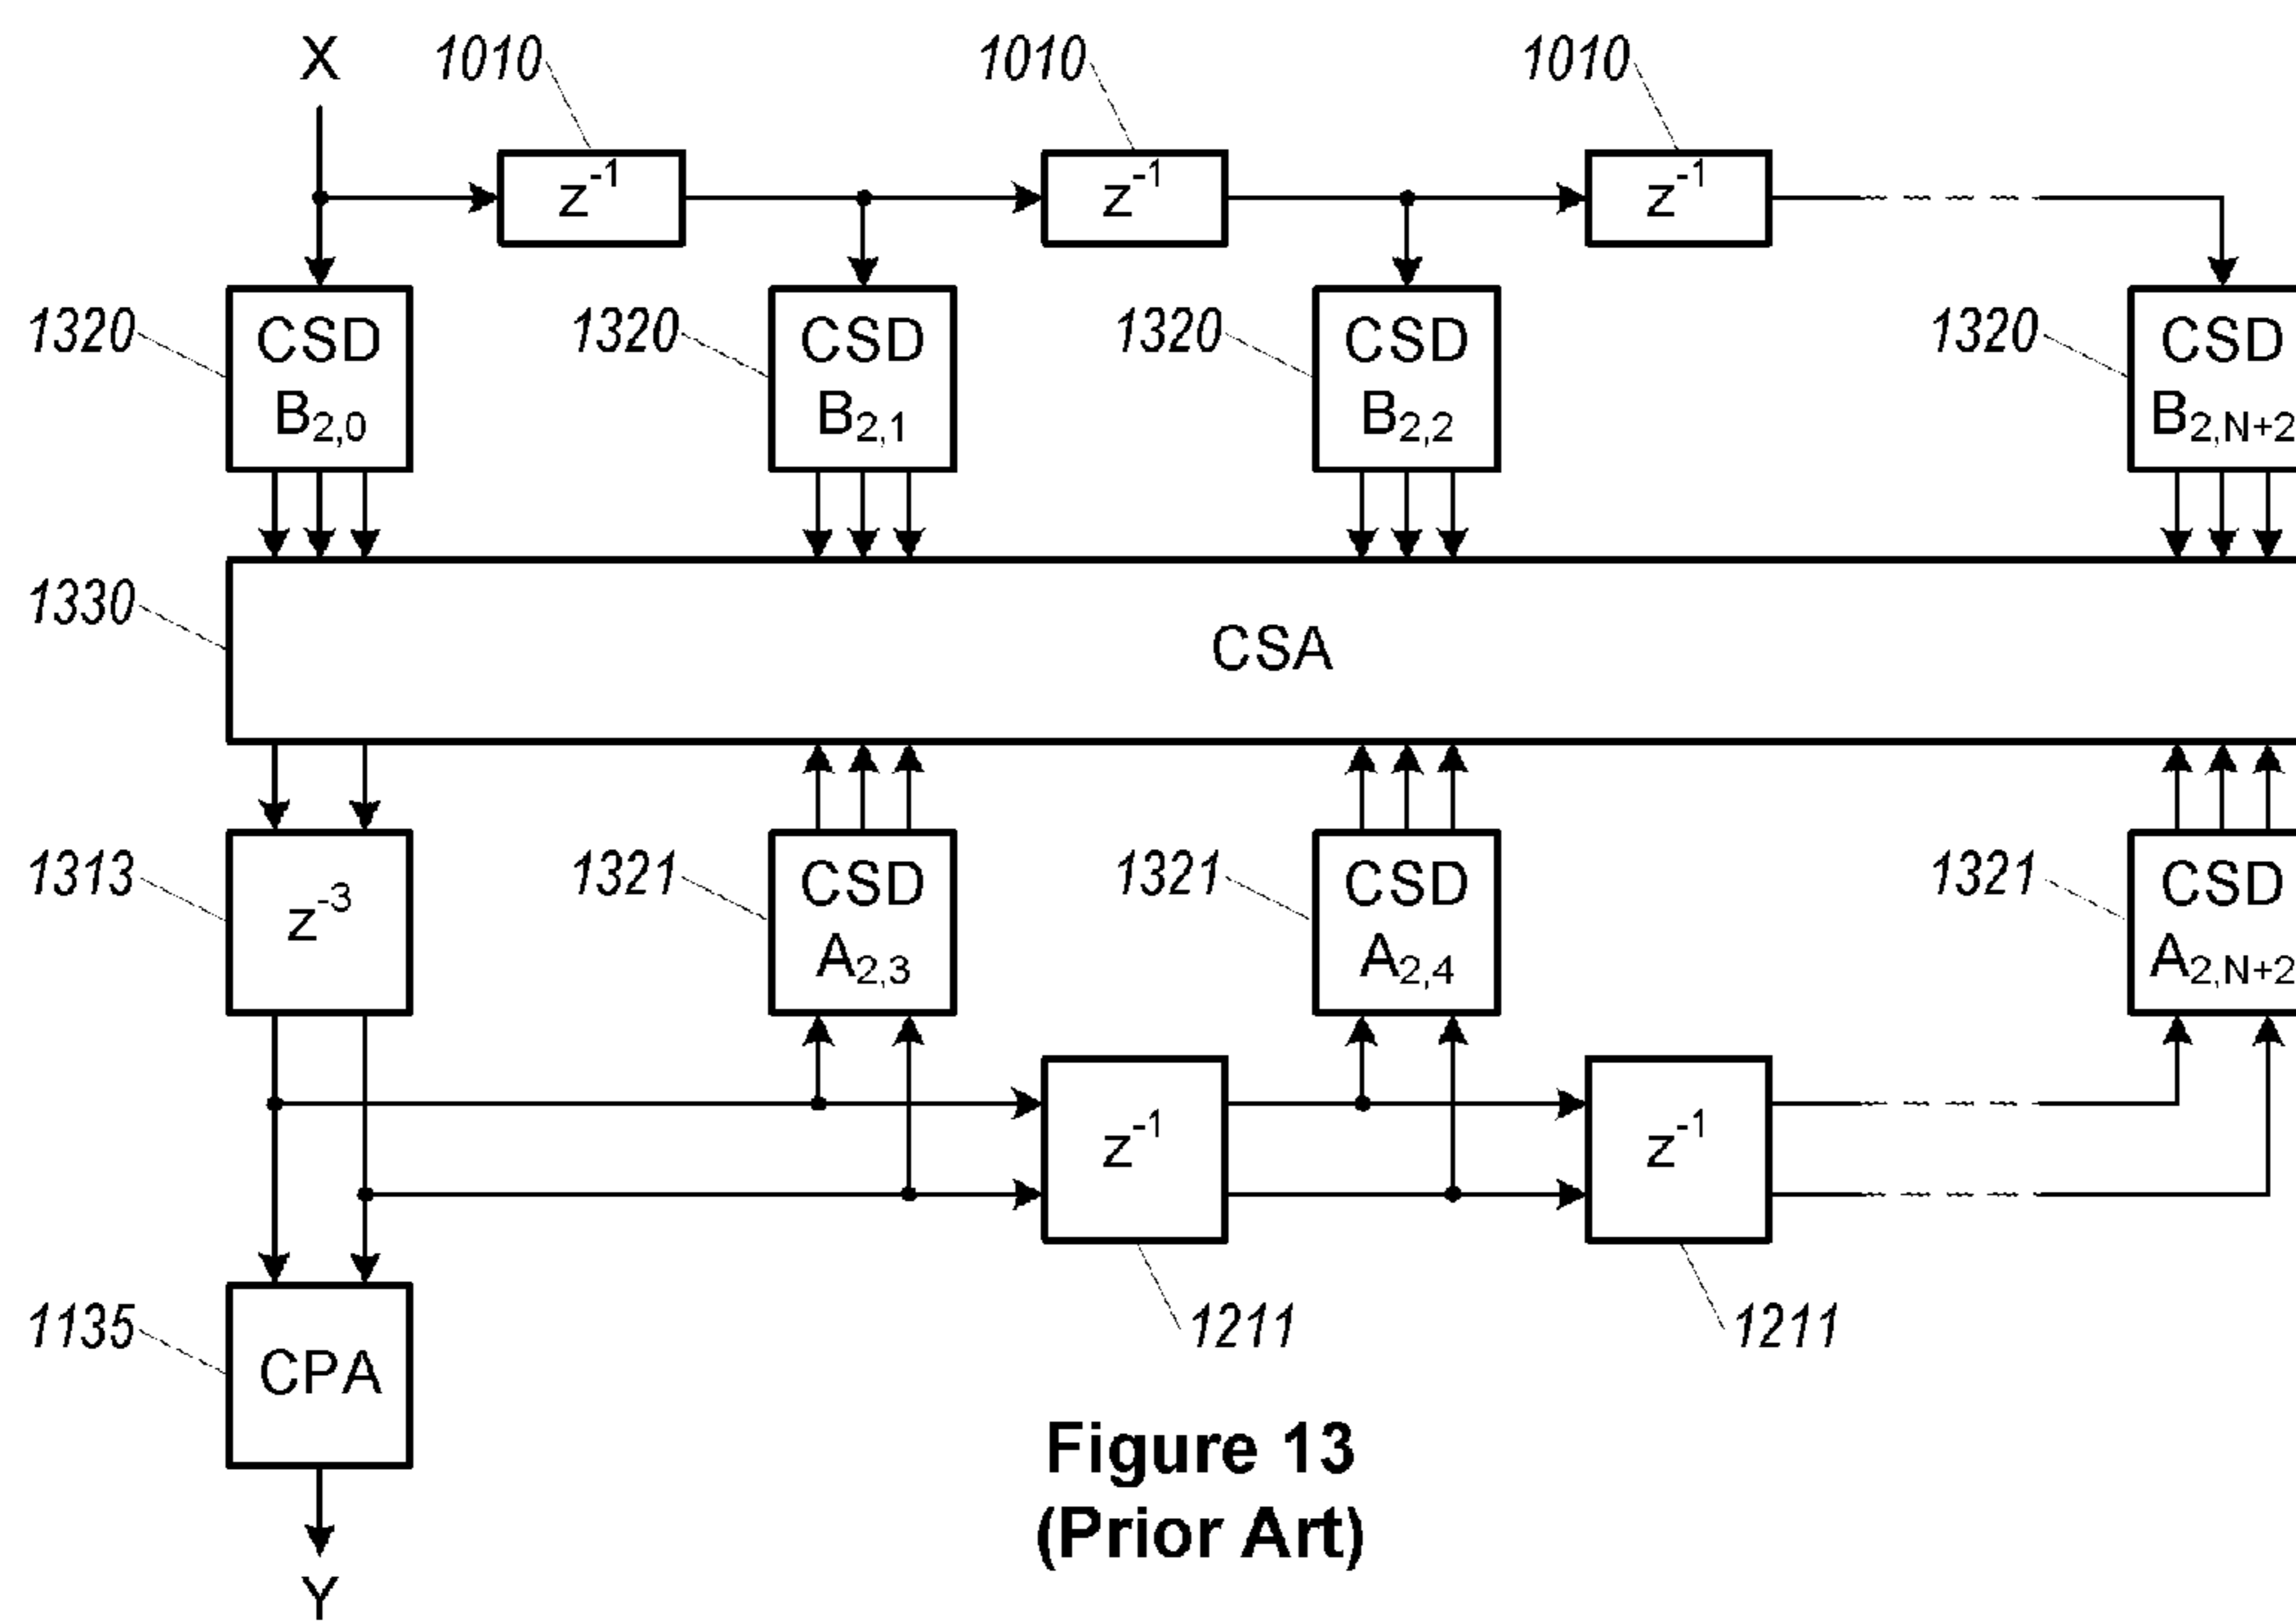 X 1010 1010 1010
z-1 z-1 z-1
1320 CSD B2,0 1320 CSD B2,1 1320 CSD B2,2 1320 CSD B2,N+2
1330 CSA
1313 z-3 1321 CSD A2,3 1321 CSD A2,4 1321 CSD A2,N+2
z-1 z-1
1211 1211
1135 CPA
Y
Figure 13
(Prior Art)